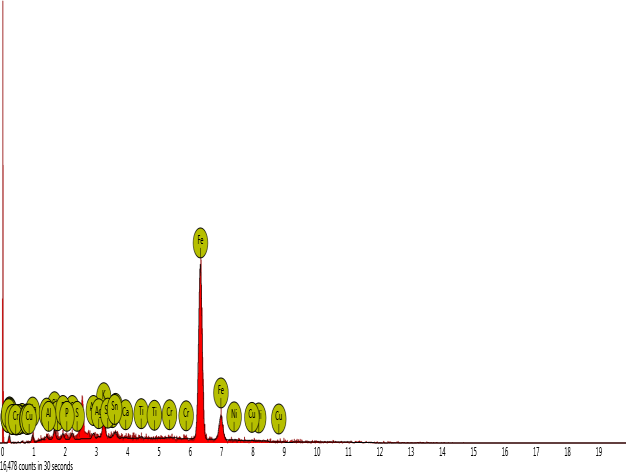 Fe
Fe
K
Cr
Cu
Al
P
S
Sn
Ca
Ti
Ti
Cr
Cr
Ni
Cu
Cu
0 1 2 3 4 5 6 7 8 9 10 11 12 13 14 15 16 17 18 19
16,478 counts in 30 seconds